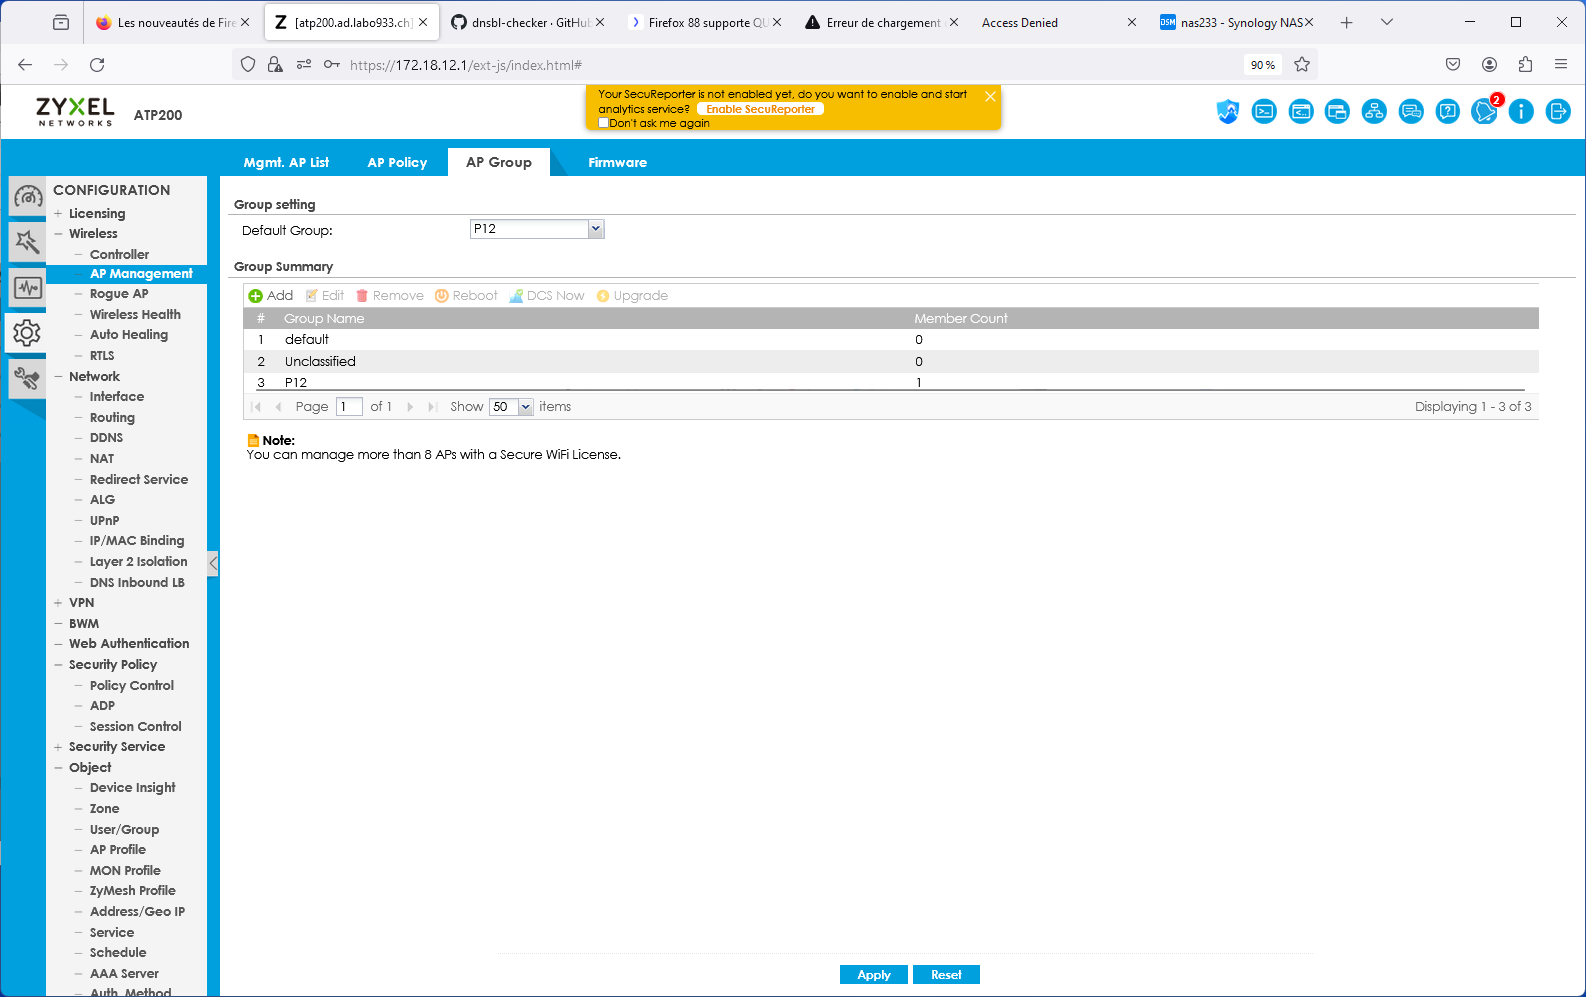 Les nouveautés de Fire
[atp200.ad.labo933.ch]
dnsbl-checker · GitHub
Firefox 88 supporte QU
Erreur de chargement
Access Denied
nas233 - Synology NAS
https://172.18.12.1/ext-js/index.html#
90 %
ZYXEL
NETWORKS
ATP200
Your SecuReporter is not enabled yet, do you want to enable and start
analytics service? Enable SecuReporter
Don't ask me again
2
Mgmt. AP List
AP Policy
AP Group
Firmware
CONFIGURATION
Licensing
Wireless
Controller
AP Management
Rogue AP
Wireless Health
Auto Healing
RTLS
Network
Interface
Routing
DDNS
NAT
Redirect Service
ALG
UPnP
IP/MAC Binding
Layer 2 Isolation
DNS Inbound LB
VPN
BWM
Web Authentication
Security Policy
Policy Control
ADP
Session Control
Security Service
Object
Device Insight
Zone
User/Group
AP Profile
MON Profile
ZyMesh Profile
Address/Geo IP
Service
Schedule
AAA Server
Auth. Method
Group setting
Default Group: P12
Group Summary
Add Edit Remove Reboot DCS Now Upgrade
# Group Name Member Count
1 default 0
2 Unclassified 0
3 P12 1
Page 1 of 1 Show 50 items Displaying 1 - 3 of 3
Note:
You can manage more than 8 APs with a Secure WiFi License.
Apply Reset